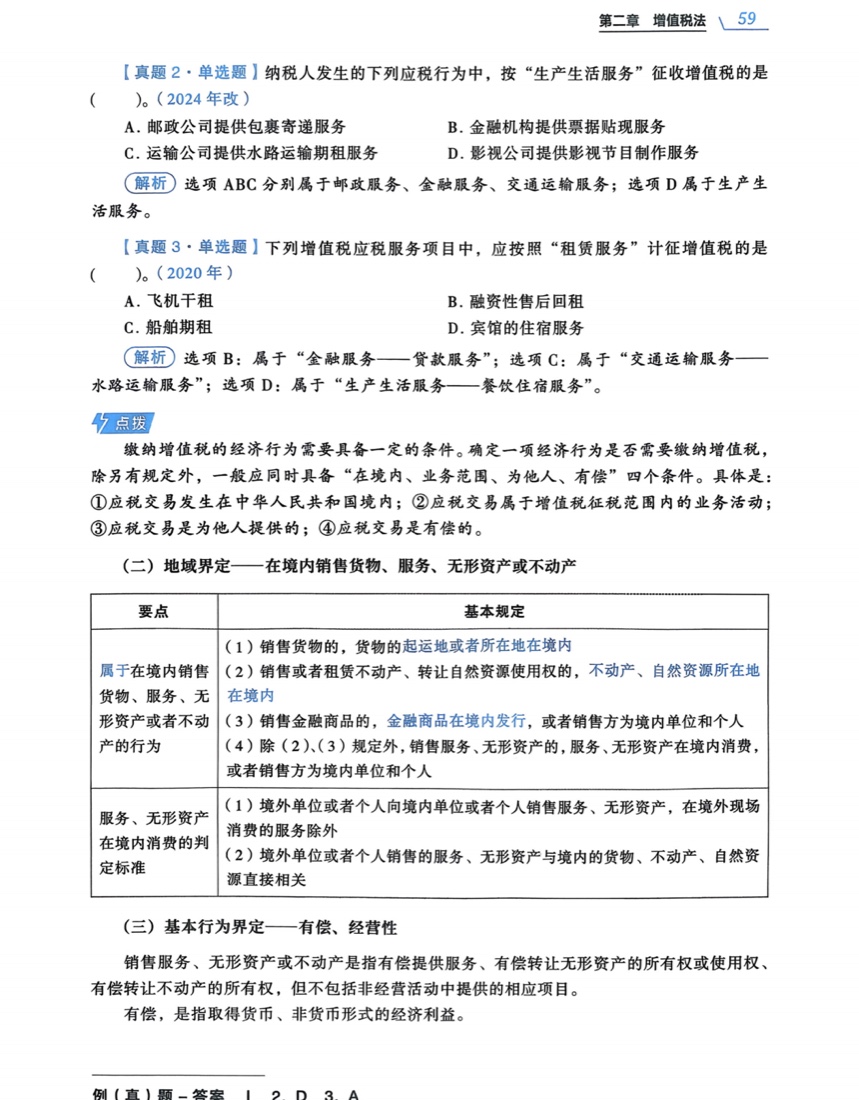 第二章 增值税法 59
【真题2·单选题】纳税人发生的下列应税行为中，按“生产生活服务”征收增值税的是
( )。（2024年改）
A. 邮政公司提供包裹寄递服务 B. 金融机构提供票据贴现服务
C. 运输公司提供水路运输期租服务 D. 影视公司提供影视节目制作服务
解析 选项ABC分别属于邮政服务、金融服务、交通运输服务；选项D属于生产生
活服务。
【真题3·单选题】下列增值税应税服务项目中，应按照“租赁服务”计征增值税的是
( )。（2020年）
A. 飞机干租 B. 融资性售后回租
C. 船舶期租 D. 宾馆的住宿服务
解析 选项B：属于“金融服务——贷款服务”；选项C：属于“交通运输服务——
水路运输服务”；选项D：属于“生产生活服务——餐饮住宿服务”。
点拨
缴纳增值税的经济行为需要具备一定的条件。确定一项经济行为是否需要缴纳增值税，
除另有规定外，一般应同时具备“在境内、业务范围、为他人、有偿”四个条件。具体是：
①应税交易发生在中华人民共和国境内；②应税交易属于增值税征税范围内的业务活动；
③应税交易是为他人提供的；④应税交易是有偿的。
（二）地域界定——在境内销售货物、服务、无形资产或不动产
要点 基本规定
属于在境内销售
货物、服务、无
形资产或者不动
产的行为
（1）销售货物的，货物的起运地或者所在地在境内
（2）销售或者租赁不动产、转让自然资源使用权的，不动产、自然资源所在地
在境内
（3）销售金融商品的，金融商品在境内发行，或者销售方为境内单位和个人
（4）除（2）、（3）规定外，销售服务、无形资产的，服务、无形资产在境内消费，
或者销售方为境内单位和个人
服务、无形资产
在境内消费的判
定标准
（1）境外单位或者个人向境内单位或者个人销售服务、无形资产，在境外现场
消费的服务除外
（2）境外单位或者个人销售的服务、无形资产与境内的货物、不动产、自然资
源直接相关
（三）基本行为界定——有偿、经营性
销售服务、无形资产或不动产是指有偿提供服务、有偿转让无形资产的所有权或使用权、
有偿转让不动产的所有权，但不包括非经营活动中提供的相应项目。
有偿，是指取得货币、非货币形式的经济利益。
例（真）题－答案 2. D 3. A